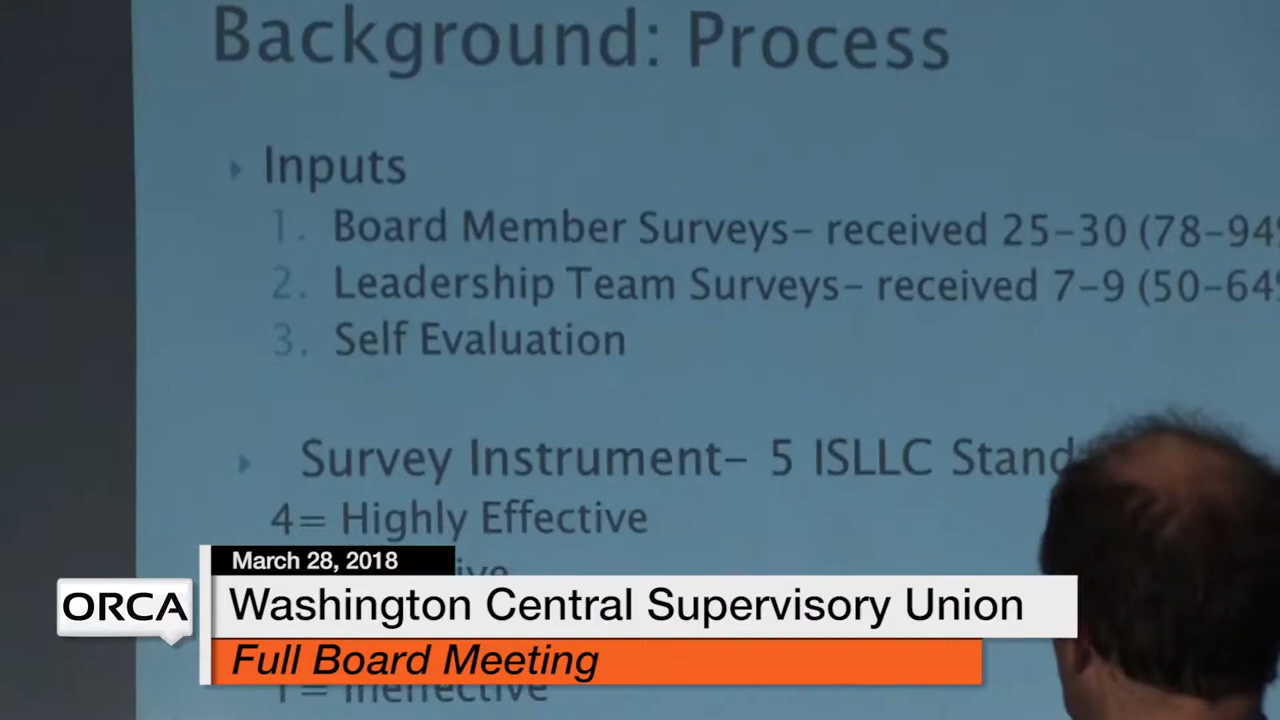 Background: Process
Inputs
1. Board Member Surveys- received 25-30 (78-94
2. Leadership Team Surveys- received 7-9 (50-64
3. Self Evaluation
Survey Instrument- 5 ISLLC Stand
4= Highly Effective
March 28, 2018
ORCA
Washington Central Supervisory Union
Full Board Meeting
1= Ineffective